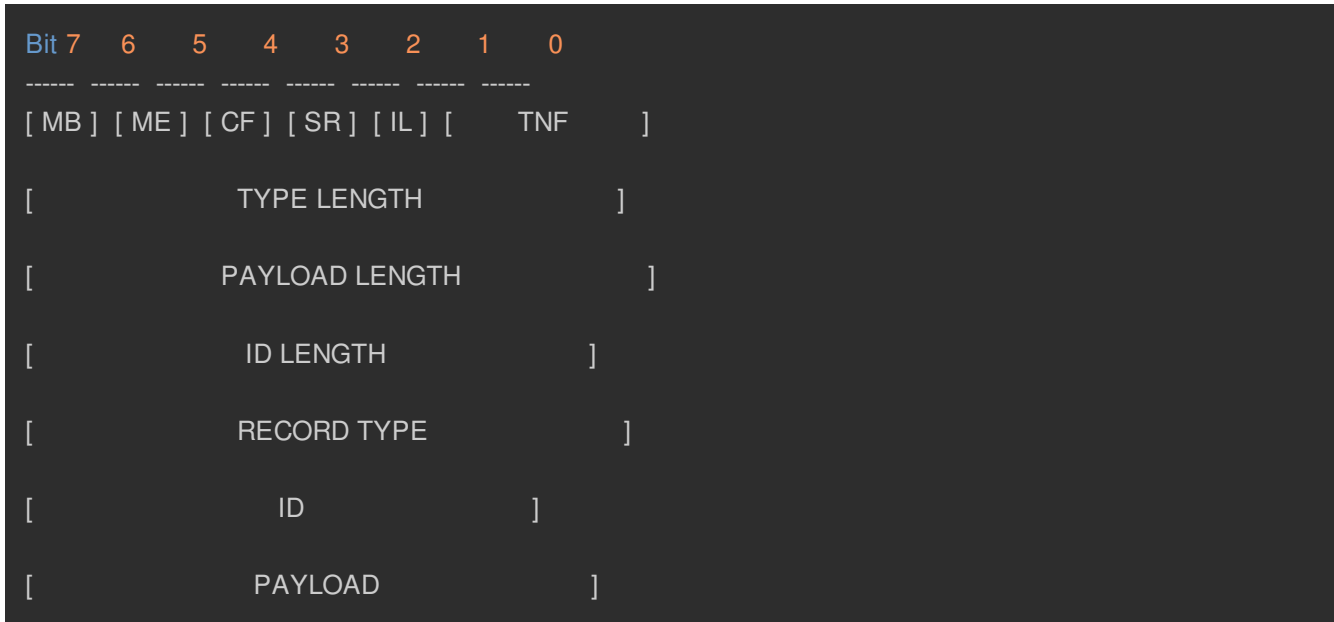 Bit 7 6 5 4 3 2 1 0
------ ------ ------ ------ ------ ------ ------ ------
[ MB ] [ ME ] [ CF ] [ SR ] [ IL ] [ TNF ]
[ TYPE LENGTH ]
[ PAYLOAD LENGTH ]
[ ID LENGTH ]
[ RECORD TYPE ]
[ ID ]
[ PAYLOAD ]